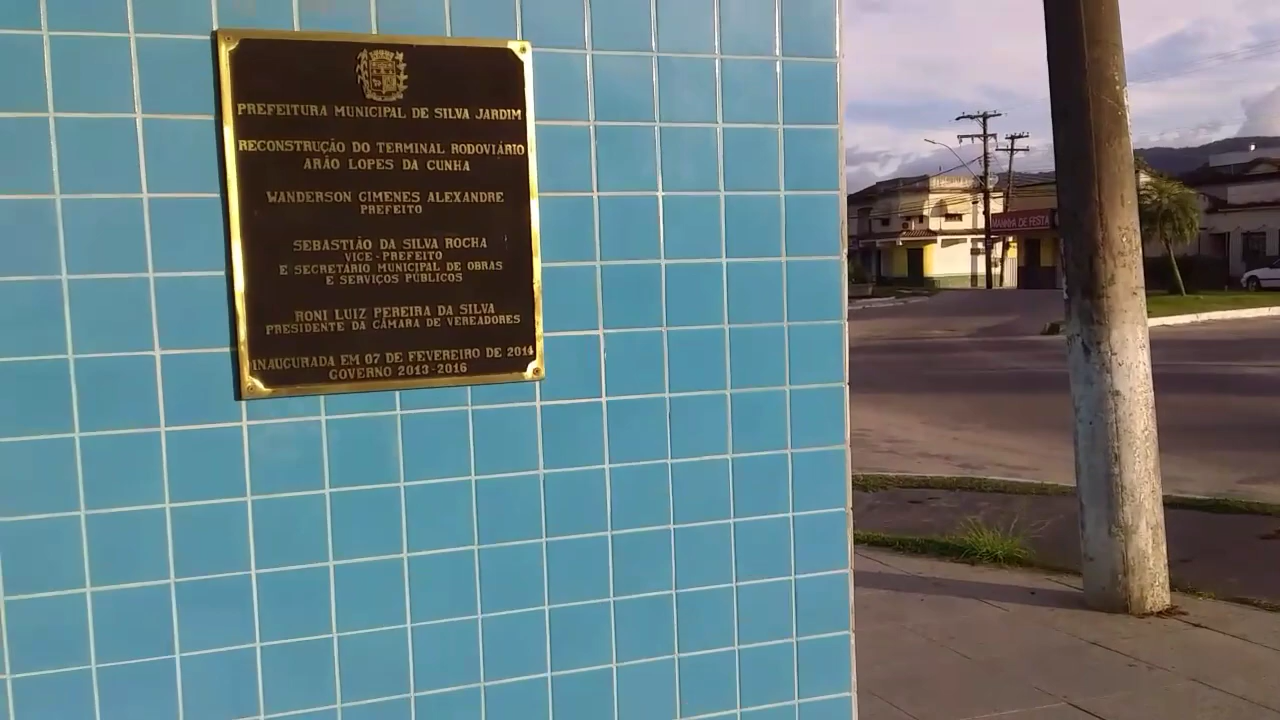 PREFEITURA MUNICIPAL DE SILVA JARDIM
RECONSTRUÇÃO DO TERMINAL RODOVIÁRIO
ARÃO LOPES DA CUNHA
WANDERSON GIMENES ALEXANDRE
PREFEITO
SEBASTIÃO DA SILVA ROCHA
VICE-PREFEITO
E SECRETÁRIO MUNICIPAL DE OBRAS
E SERVIÇOS PÚBLICOS
RONI LUIZ PEREIRA DA SILVA
PRESIDENTE DA CÂMARA DE VEREADORES
INAUGURADA EM 07 DE FEVEREIRO DE 2014
GOVERNO 2013-2016
MANIA DE FESTA